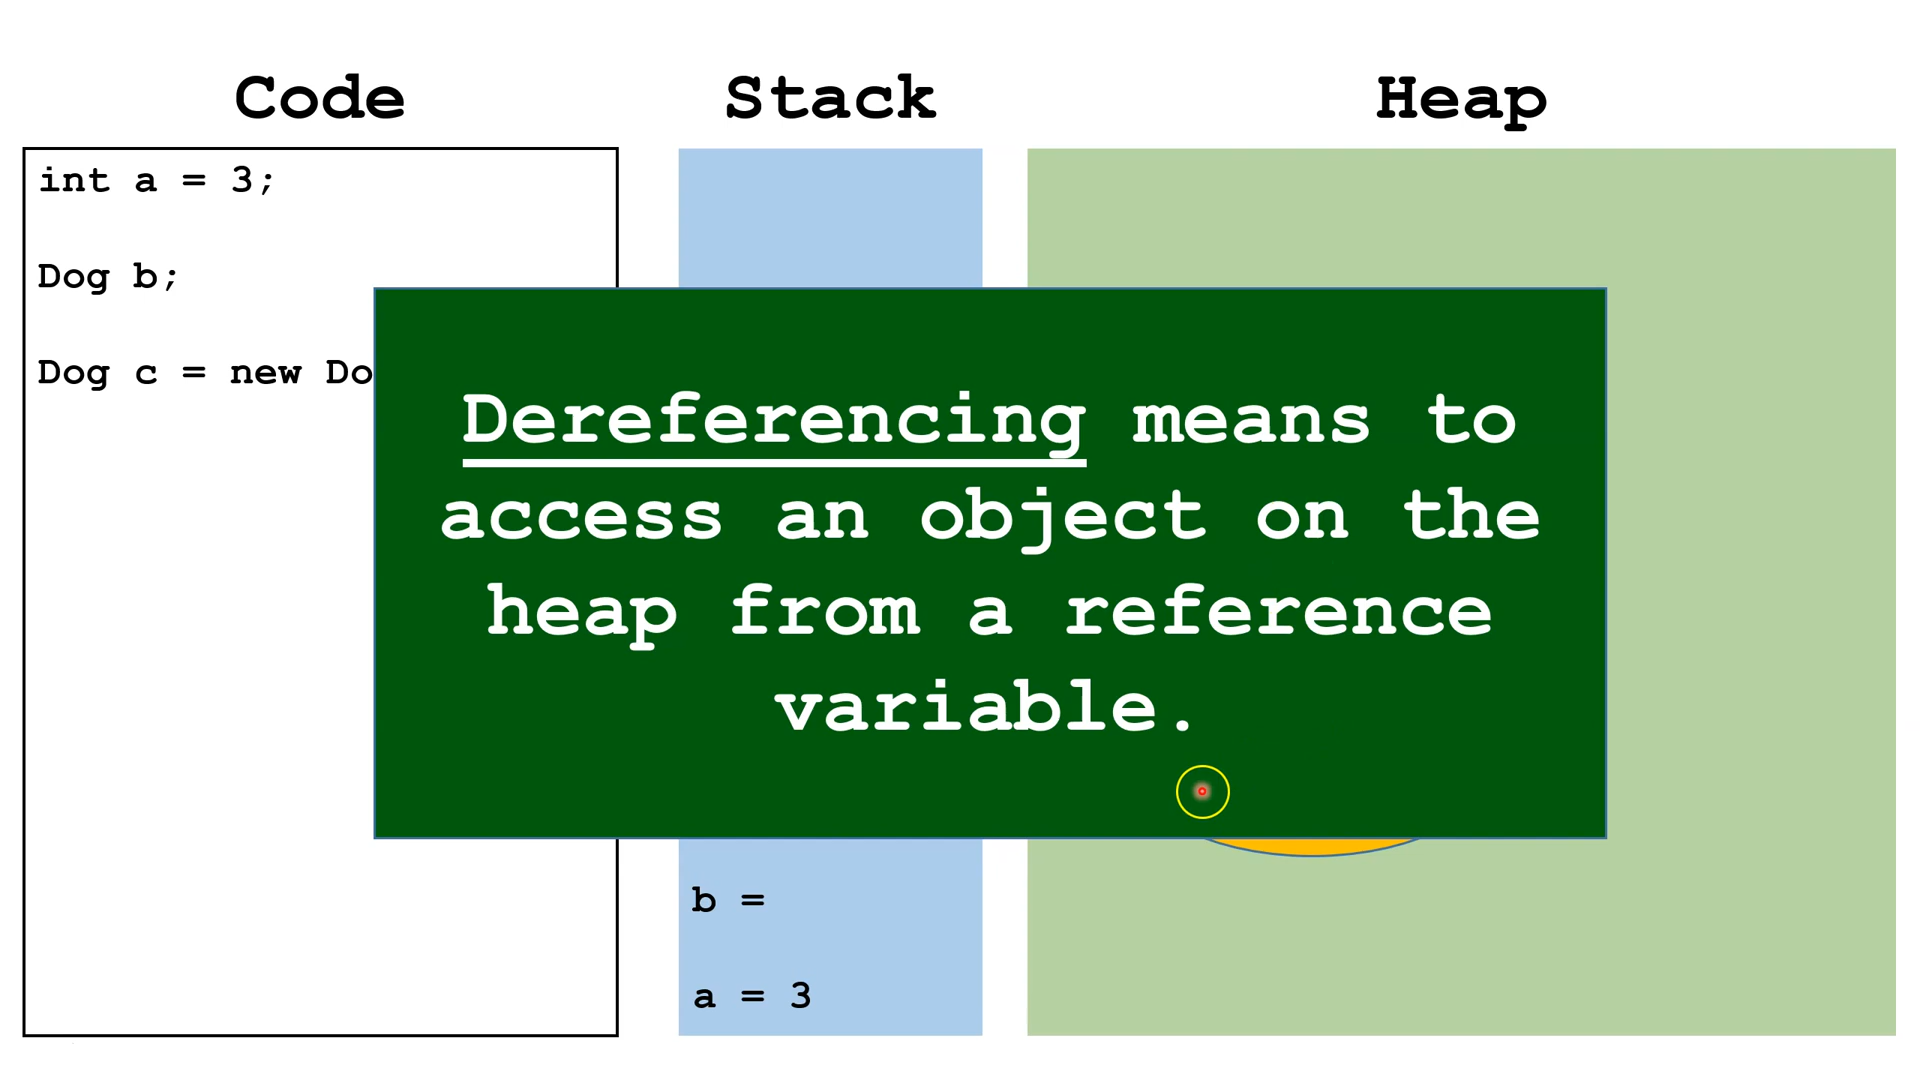 Code
Stack
Heap
int a = 3;
Dog b;
Dog c = new Do
Dereferencing means to
access an object on the
heap from a reference
variable.
b =
a = 3